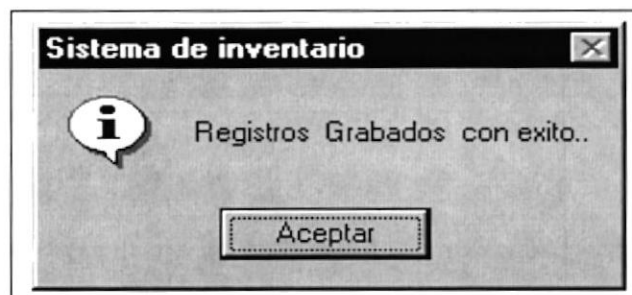 Sistema de inventario
Registros Grabados con exito..
Aceptar